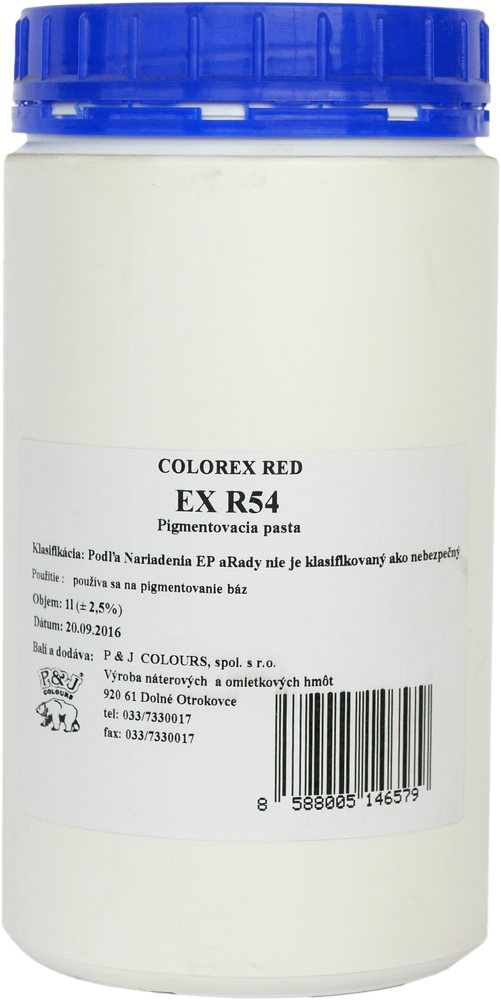 COLOREX RED
EX R54
Pigmentovacia pasta
Klasifikácia: Podľa Nariadenia EP aRady nie je klasifikovaný ako nebezpečný
Použitie : používa sa na pigmentovanie báz
Objem: 1l (± 2,5%)
Dátum: 20.09.2016
Balí a dodáva: P & J COLOURS, spol. s r.o.
Výroba náterových a omietkových hmôt
920 61 Dolné Otrokovce
tel: 033/7330017
fax: 033/7330017
P&J
COLOURS
8 588005 146579